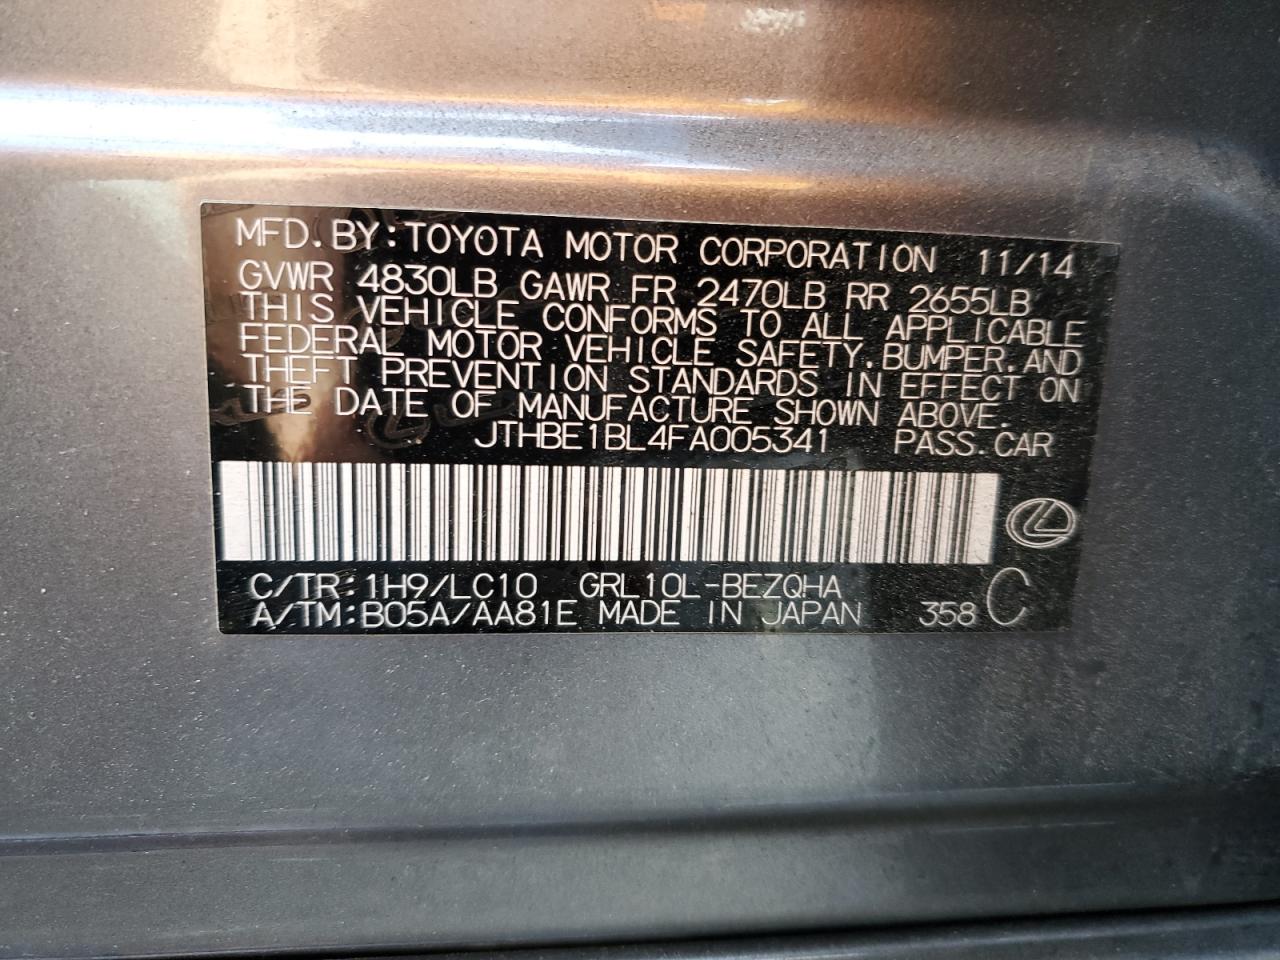 MFD.BY:TOYOTA MOTOR CORPORATION 11/14
GVWR 4830LB GAWR FR 2470LB RR 2655LB
THIS VEHICLE CONFORMS TO ALL APPLICABLE
FEDERAL MOTOR VEHICLE SAFETY,BUMPER,AND
THEFT PREVENTION STANDARDS IN EFFECT ON
THE DATE OF MANUFACTURE SHOWN ABOVE.
JTHBE1BL4FA005341 PASS.CAR
C/TR:1H9/LC10 GRL10L-BEZQHA
A/TM:B05A/AA81E MADE IN JAPAN 358 C